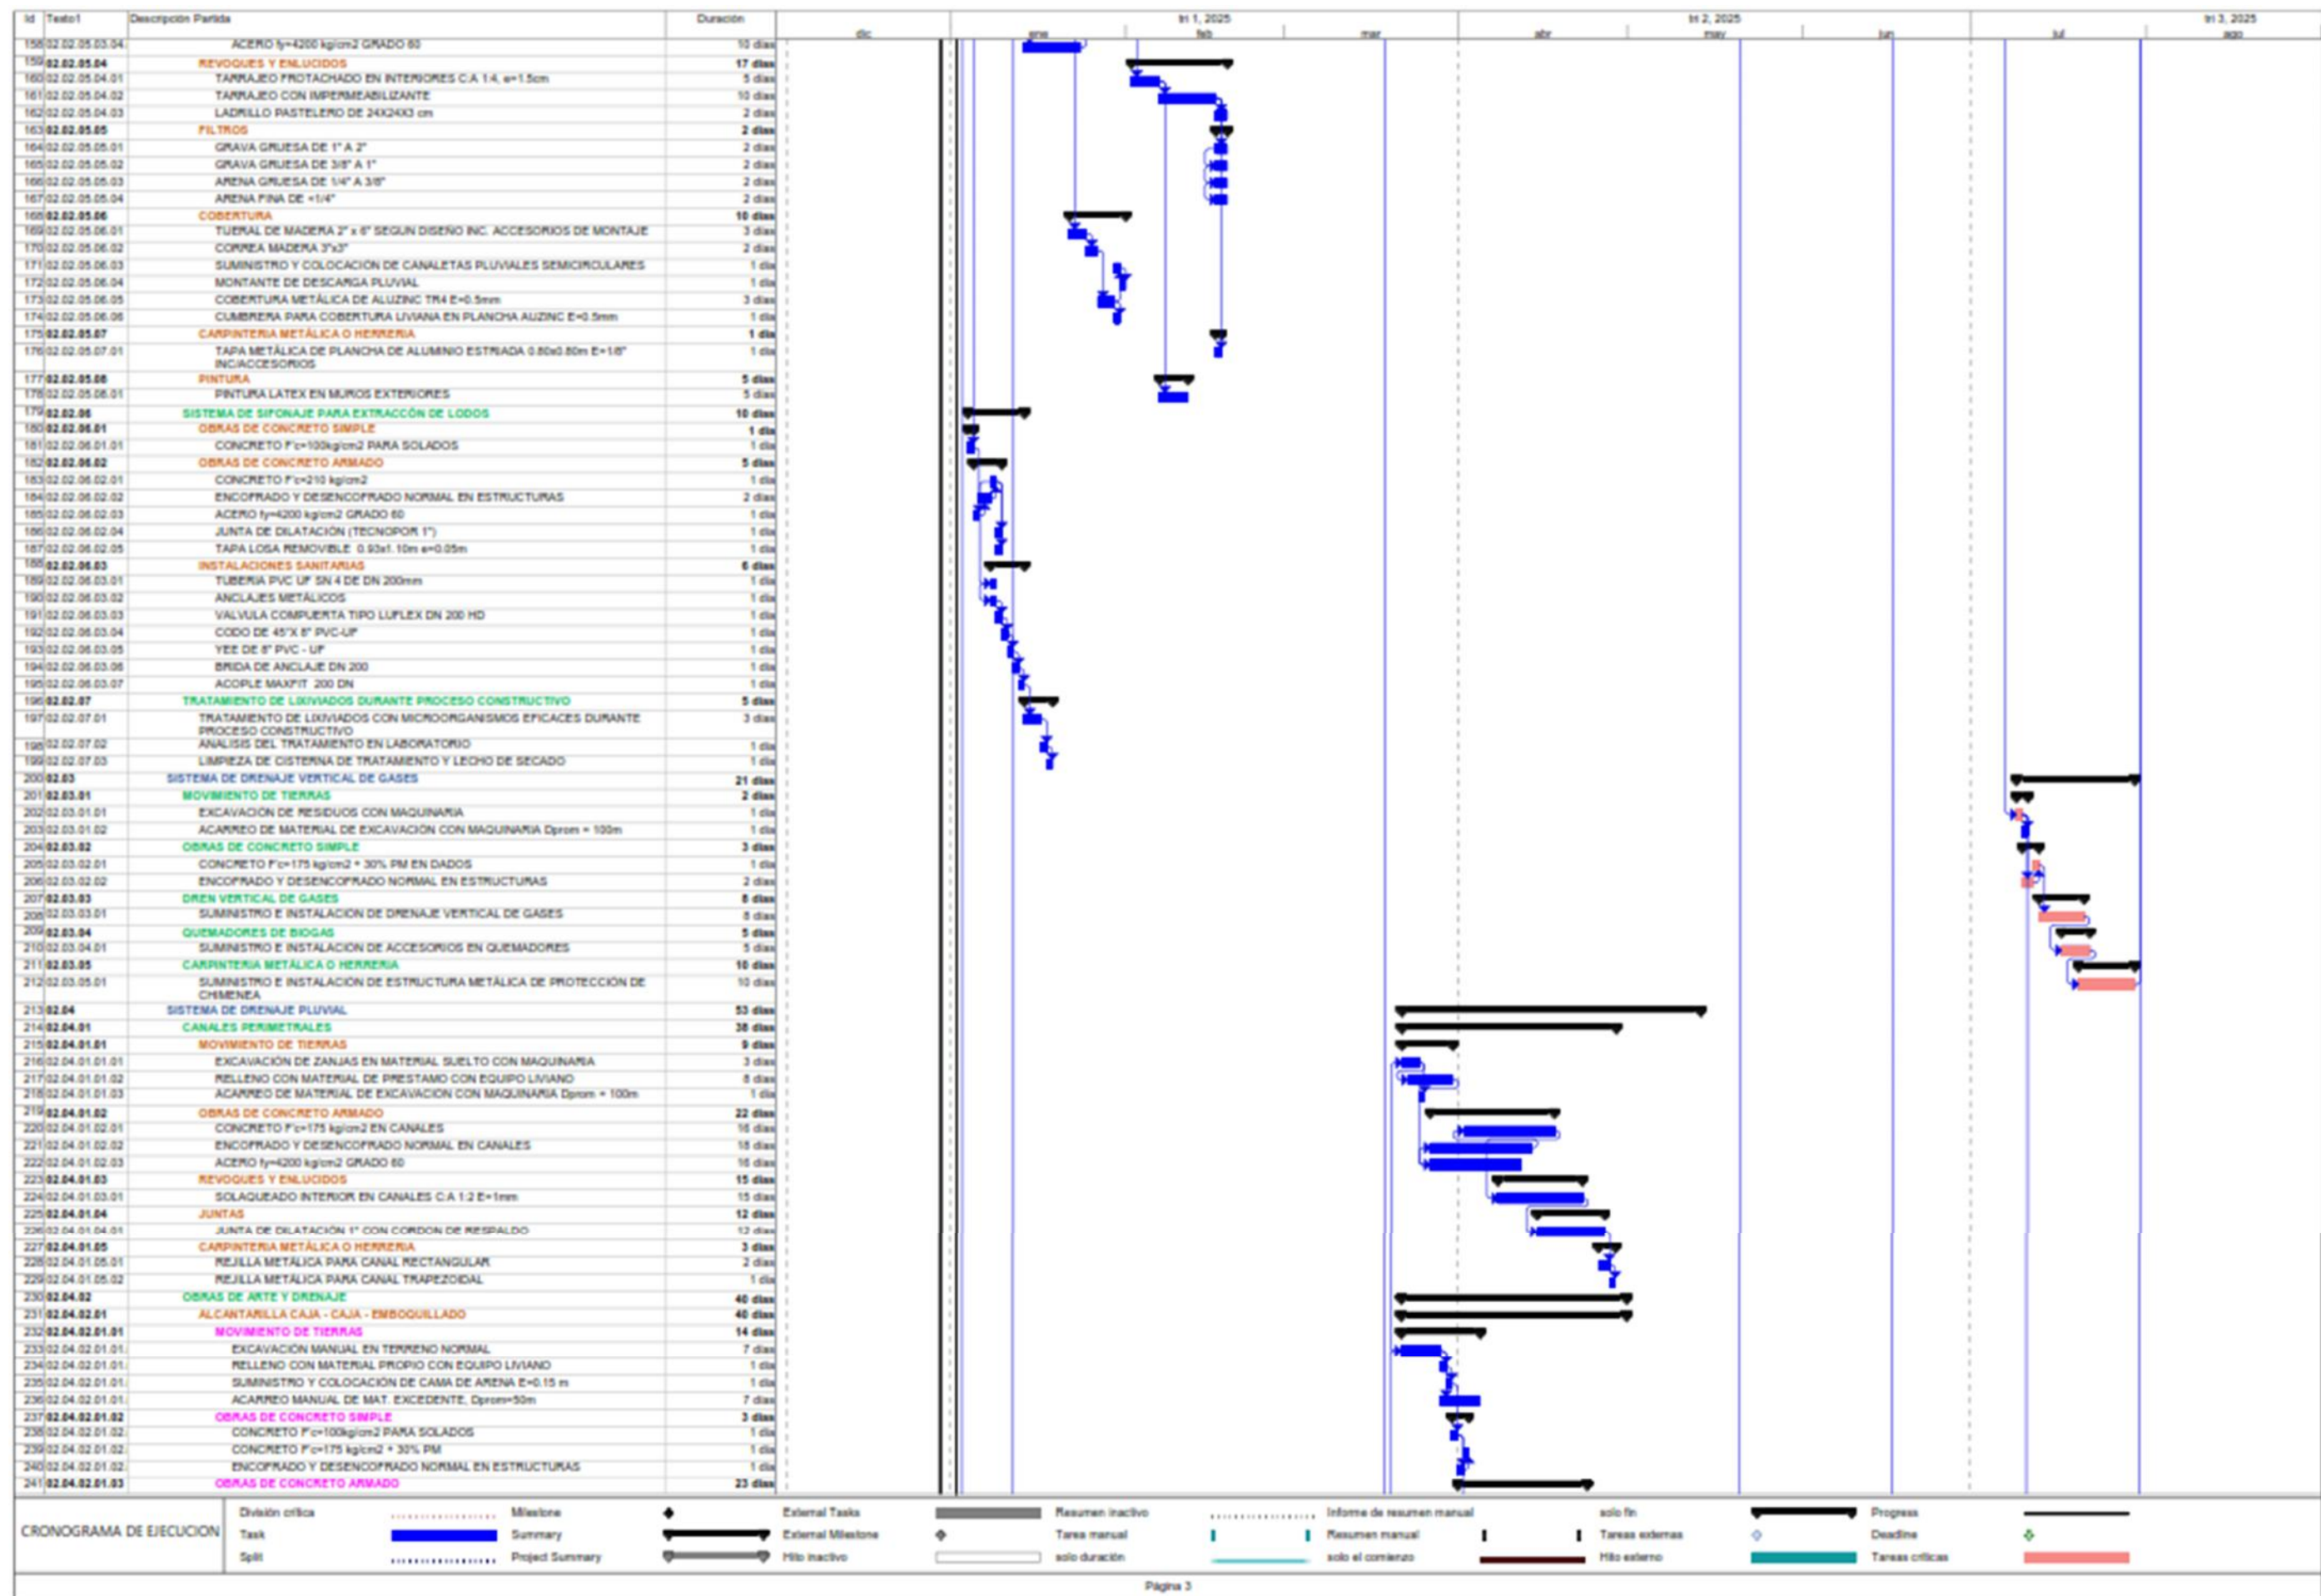 Id Texto1 Descripción Partida Duración tri 1, 2025 tri 2, 2025 tri 3, 2025
dic ene feb mar abr may jun jul ago
158 02.02.05.03.04. ACERO fy=4200 kg/cm2 GRADO 60 10 días
159 02.02.05.04 REVOQUES Y ENLUCIDOS 17 días
160 02.02.05.04.01 TARRAJEO FROTACHADO EN INTERIORES C:A 1:4, e=1.5cm 5 días
161 02.02.05.04.02 TARRAJEO CON IMPERMEABILIZANTE 10 días
162 02.02.05.04.03 LADRILLO PASTELERO DE 24X24X3 cm 2 días
163 02.02.05.05 FILTROS 2 días
164 02.02.05.05.01 GRAVA GRUESA DE 1" A 2" 2 días
165 02.02.05.05.02 GRAVA GRUESA DE 3/8" A 1" 2 días
166 02.02.05.05.03 ARENA GRUESA DE 1/4" A 3/8" 2 días
167 02.02.05.05.04 ARENA FINA DE <1/4" 2 días
168 02.02.05.06 COBERTURA 10 días
169 02.02.05.06.01 TIJERAL DE MADERA 2" x 6" SEGUN DISEÑO INC. ACCESORIOS DE MONTAJE 3 días
170 02.02.05.06.02 CORREA MADERA 3"x3" 2 días
171 02.02.05.06.03 SUMINISTRO Y COLOCACIÓN DE CANALETAS PLUVIALES SEMICIRCULARES 1 día
172 02.02.05.06.04 MONTANTE DE DESCARGA PLUVIAL 1 día
173 02.02.05.06.05 COBERTURA METÁLICA DE ALUZINC TR4 E=0.5mm 3 días
174 02.02.05.06.06 CUMBRERA PARA COBERTURA LIVIANA EN PLANCHA AUZINC E=0.5mm 1 día
175 02.02.05.07 CARPINTERIA METÁLICA O HERRERIA 1 día
176 02.02.05.07.01 TAPA METÁLICA DE PLANCHA DE ALUMINIO ESTRIADA 0.80x0.80m E=1/8" 1 día
INC/ACCESORIOS
177 02.02.05.08 PINTURA 5 días
178 02.02.05.08.01 PINTURA LATEX EN MUROS EXTERIORES 5 días
179 02.02.06 SISTEMA DE SIFONAJE PARA EXTRACCÓN DE LODOS 10 días
180 02.02.06.01 OBRAS DE CONCRETO SIMPLE 1 día
181 02.02.06.01.01 CONCRETO F'c=100kg/cm2 PARA SOLADOS 1 día
182 02.02.06.02 OBRAS DE CONCRETO ARMADO 5 días
183 02.02.06.02.01 CONCRETO F'c=210 kg/cm2 1 día
184 02.02.06.02.02 ENCOFRADO Y DESENCOFRADO NORMAL EN ESTRUCTURAS 2 días
185 02.02.06.02.03 ACERO fy=4200 kg/cm2 GRADO 60 1 día
186 02.02.06.02.04 JUNTA DE DILATACIÓN (TECNOPOR 1") 1 día
187 02.02.06.02.05 TAPA LOSA REMOVIBLE 0.93x1.10m e=0.05m 1 día
188 02.02.06.03 INSTALACIONES SANITARIAS 6 días
189 02.02.06.03.01 TUBERIA PVC UF SN 4 DE DN 200mm 1 día
190 02.02.06.03.02 ANCLAJES METÁLICOS 1 día
191 02.02.06.03.03 VALVULA COMPUERTA TIPO LUFLEX DN 200 HD 1 día
192 02.02.06.03.04 CODO DE 45°X 8" PVC-UF 1 día
193 02.02.06.03.05 YEE DE 8" PVC - UF 1 día
194 02.02.06.03.06 BRIDA DE ANCLAJE DN 200 1 día
195 02.02.06.03.07 ACOPLE MAXFIT 200 DN 1 día
196 02.02.07 TRATAMIENTO DE LIXIVIADOS DURANTE PROCESO CONSTRUCTIVO 5 días
197 02.02.07.01 TRATAMIENTO DE LIXIVIADOS CON MICROORGANISMOS EFICACES DURANTE 3 días
PROCESO CONSTRUCTIVO
198 02.02.07.02 ANALISIS DEL TRATAMIENTO EN LABORATORIO 1 día
199 02.02.07.03 LIMPIEZA DE CISTERNA DE TRATAMIENTO Y LECHO DE SECADO 1 día
200 02.03 SISTEMA DE DRENAJE VERTICAL DE GASES 21 días
201 02.03.01 MOVIMIENTO DE TIERRAS 2 días
202 02.03.01.01 EXCAVACION DE RESIDUOS CON MAQUINARIA 1 día
203 02.03.01.02 ACARREO DE MATERIAL DE EXCAVACIÓN CON MAQUINARIA Dprom = 100m 1 día
204 02.03.02 OBRAS DE CONCRETO SIMPLE 3 días
205 02.03.02.01 CONCRETO F'c=175 kg/cm2 + 30% PM EN DADOS 1 día
206 02.03.02.02 ENCOFRADO Y DESENCOFRADO NORMAL EN ESTRUCTURAS 2 días
207 02.03.03 DREN VERTICAL DE GASES 8 días
208 02.03.03.01 SUMINISTRO E INSTALACION DE DRENAJE VERTICAL DE GASES 8 días
209 02.03.04 QUEMADORES DE BIOGAS 5 días
210 02.03.04.01 SUMINISTRO E INSTALACION DE ACCESORIOS EN QUEMADORES 5 días
211 02.03.05 CARPINTERIA METÁLICA O HERRERIA 10 días
212 02.03.05.01 SUMINISTRO E INSTALACIÓN DE ESTRUCTURA METÁLICA DE PROTECCIÓN DE 10 días
CHIMENEA
213 02.04 SISTEMA DE DRENAJE PLUVIAL 53 días
214 02.04.01 CANALES PERIMETRALES 38 días
215 02.04.01.01 MOVIMIENTO DE TIERRAS 9 días
216 02.04.01.01.01 EXCAVACIÓN DE ZANJAS EN MATERIAL SUELTO CON MAQUINARIA 3 días
217 02.04.01.01.02 RELLENO CON MATERIAL DE PRESTAMO CON EQUIPO LIVIANO 8 días
218 02.04.01.01.03 ACARREO DE MATERIAL DE EXCAVACION CON MAQUINARIA Dprom = 100m 1 día
219 02.04.01.02 OBRAS DE CONCRETO ARMADO 22 días
220 02.04.01.02.01 CONCRETO F'c=175 kg/cm2 EN CANALES 16 días
221 02.04.01.02.02 ENCOFRADO Y DESENCOFRADO NORMAL EN CANALES 18 días
222 02.04.01.02.03 ACERO fy=4200 kg/cm2 GRADO 60 16 días
223 02.04.01.03 REVOQUES Y ENLUCIDOS 15 días
224 02.04.01.03.01 SOLAQUEADO INTERIOR EN CANALES C:A 1:2 E=1mm 15 días
225 02.04.01.04 JUNTAS 12 días
226 02.04.01.04.01 JUNTA DE DILATACIÓN 1" CON CORDON DE RESPALDO 12 días
227 02.04.01.05 CARPINTERIA METÁLICA O HERRERIA 3 días
228 02.04.01.05.01 REJILLA METÁLICA PARA CANAL RECTANGULAR 2 días
229 02.04.01.05.02 REJILLA METÁLICA PARA CANAL TRAPEZOIDAL 1 día
230 02.04.02 OBRAS DE ARTE Y DRENAJE 40 días
231 02.04.02.01 ALCANTARILLA CAJA - CAJA - EMBOQUILLADO 40 días
232 02.04.02.01.01 MOVIMIENTO DE TIERRAS 14 días
233 02.04.02.01.01. EXCAVACIÓN MANUAL EN TERRENO NORMAL 7 días
234 02.04.02.01.01. RELLENO CON MATERIAL PROPIO CON EQUIPO LIVIANO 1 día
235 02.04.02.01.01. SUMINISTRO Y COLOCACIÓN DE CAMA DE ARENA E=0.15 m 1 día
236 02.04.02.01.01. ACARREO MANUAL DE MAT. EXCEDENTE, Dprom=50m 7 días
237 02.04.02.01.02 OBRAS DE CONCRETO SIMPLE 3 días
238 02.04.02.01.02. CONCRETO F'c=100kg/cm2 PARA SOLADOS 1 día
239 02.04.02.01.02. CONCRETO F'c=175 kg/cm2 + 30% PM 1 día
240 02.04.02.01.02. ENCOFRADO Y DESENCOFRADO NORMAL EN ESTRUCTURAS 1 día
241 02.04.02.01.03 OBRAS DE CONCRETO ARMADO 23 días
CRONOGRAMA DE EJECUCION
División crítica Milestone External Tasks Resumen inactivo Informe de resumen manual solo fin Progress
Task Summary External Milestone Tarea manual Resumen manual Tareas externas Deadline
Split Project Summary Hito inactivo solo duración solo el comienzo Hito externo Tareas críticas
Página 3